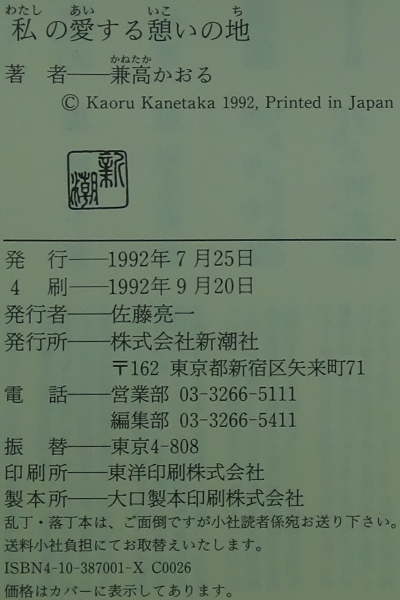 わたし あい いこ ち
私の愛する憩いの地
かねたか
著 者──兼高かおる
© Kaoru Kanetaka 1992, Printed in Japan
新潮
発 行──1992年7月25日
4 刷──1992年9月20日
発行者──佐藤亮一
発行所──株式会社新潮社
〒162 東京都新宿区矢来町71
電 話──営業部 03-3266-5111
編集部 03-3266-5411
振 替──東京4-808
印刷所──東洋印刷株式会社
製本所──大口製本印刷株式会社
乱丁・落丁本は、ご面倒ですが小社読者係宛お送り下さい。
送料小社負担にてお取替えいたします。
ISBN4-10-387001-X C0026
価格はカバーに表示してあります。